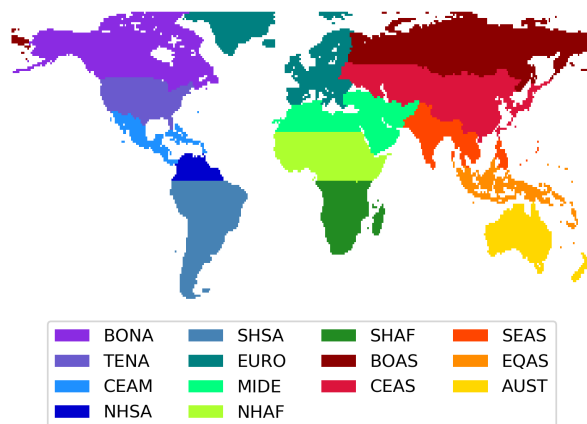 BONA SHSA SHAF SEAS
TENA EURO BOAS EQAS
CEAM MIDE CEAS AUST
NHSA NHAF